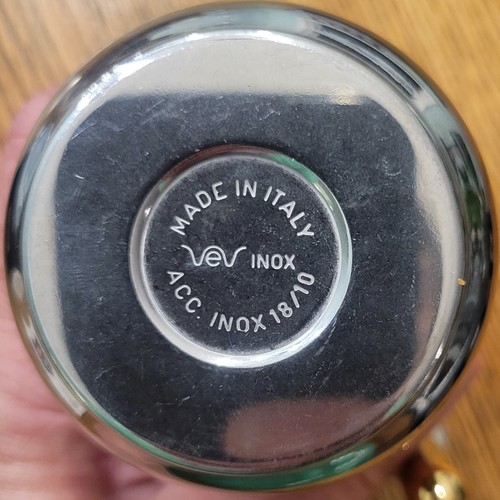 MADE IN ITALY
VEV INOX
ACC. INOX 18/10